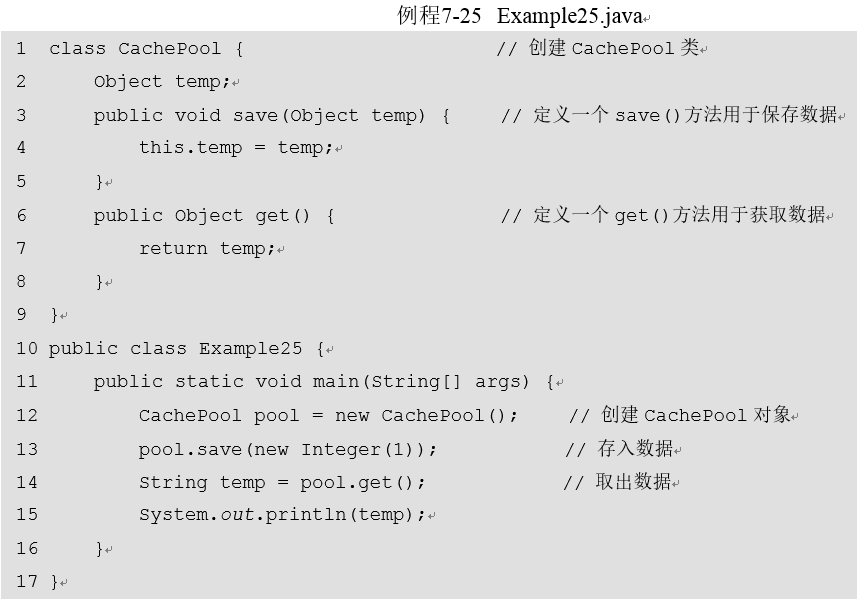 例程7-25 Example25.java
1 class CachePool { // 创建 CachePool 类
2 Object temp;
3 public void save(Object temp) { // 定义一个 save()方法用于保存数据
4 this.temp = temp;
5 }
6 public Object get() { // 定义一个 get()方法用于获取数据
7 return temp;
8 }
9 }
10 public class Example25 {
11 public static void main(String[] args) {
12 CachePool pool = new CachePool(); // 创建 CachePool 对象
13 pool.save(new Integer(1)); // 存入数据
14 String temp = pool.get(); // 取出数据
15 System.out.println(temp);
16 }
17 }